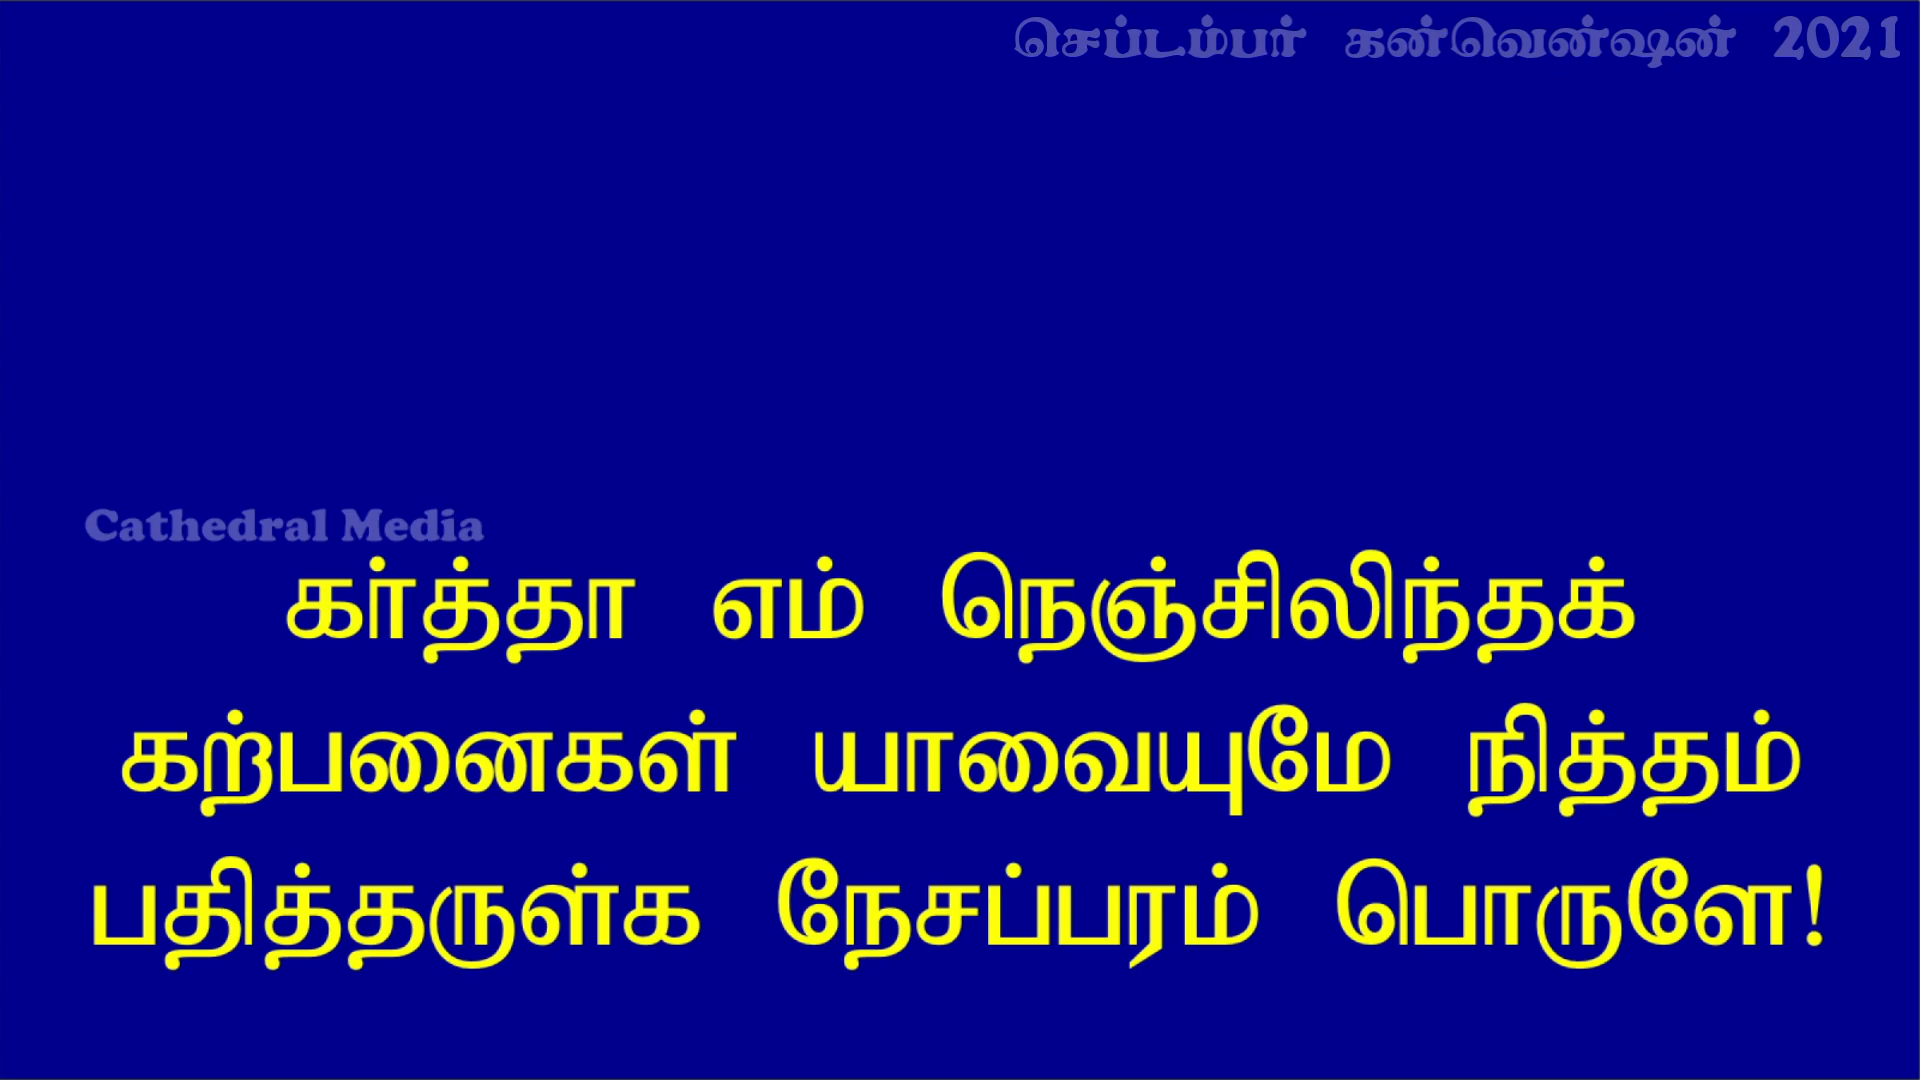 செப்டம்பர் கன்வென்ஷன் 2021
Cathedral Media
கர்த்தா எம் நெஞ்சிலிந்தக்
கற்பனைகள் யாவையுமே நித்தம்
பதித்தருள்க நேசப்பரம் பொருளே!